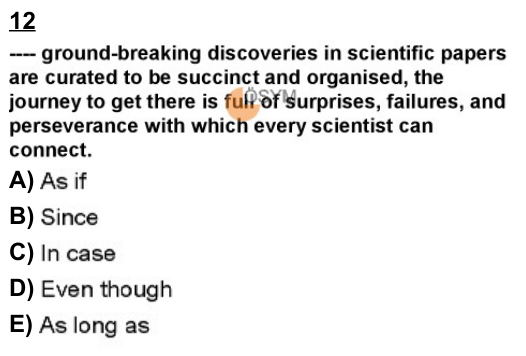 12
---- ground-breaking discoveries in scientific papers
are curated to be succinct and organised, the
journey to get there is full of surprises, failures, and
perseverance with which every scientist can
connect.
ÖSYM
A) As if
B) Since
C) In case
D) Even though
E) As long as